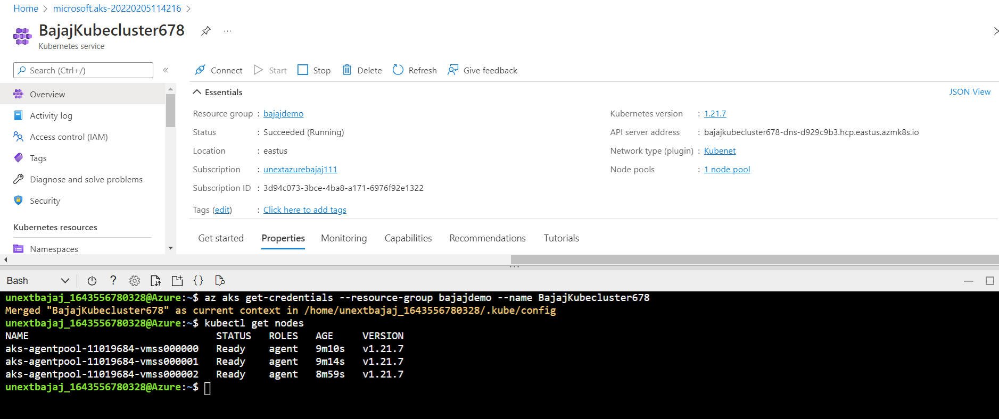 Home > microsoft.aks-20220205114216 >
BajajKubecluster678 ...
Kubernetes service
Search (Ctrl+/) «
Overview
Activity log
Access control (IAM)
Tags
Diagnose and solve problems
Security
Kubernetes resources
Namespaces
Connect Start Stop Delete Refresh Give feedback
Essentials JSON View
Resource group : bajajdemo
Status : Succeeded (Running)
Location : eastus
Subscription : unextazurebajaj111
Subscription ID : 3d94c073-3bce-4ba8-a171-6976f92e1322
Tags (edit) : Click here to add tags
Kubernetes version : 1.21.7
API server address : bajajkubecluster678-dns-d929c9b3.hcp.eastus.azmk8s.io
Network type (plugin) : Kubenet
Node pools : 1 node pool
Get started Properties Monitoring Capabilities Recommendations Tutorials
Bash ? {}
unextbajaj_1643556780328@Azure:~$ az aks get-credentials --resource-group bajajdemo --name BajajKubecluster678
Merged "BajajKubecluster678" as current context in /home/unextbajaj_1643556780328/.kube/config
unextbajaj_1643556780328@Azure:~$ kubectl get nodes
NAME STATUS ROLES AGE VERSION
aks-agentpool-11019684-vmss000000 Ready agent 9m10s v1.21.7
aks-agentpool-11019684-vmss000001 Ready agent 9m14s v1.21.7
aks-agentpool-11019684-vmss000002 Ready agent 8m59s v1.21.7
unextbajaj_1643556780328@Azure:~$